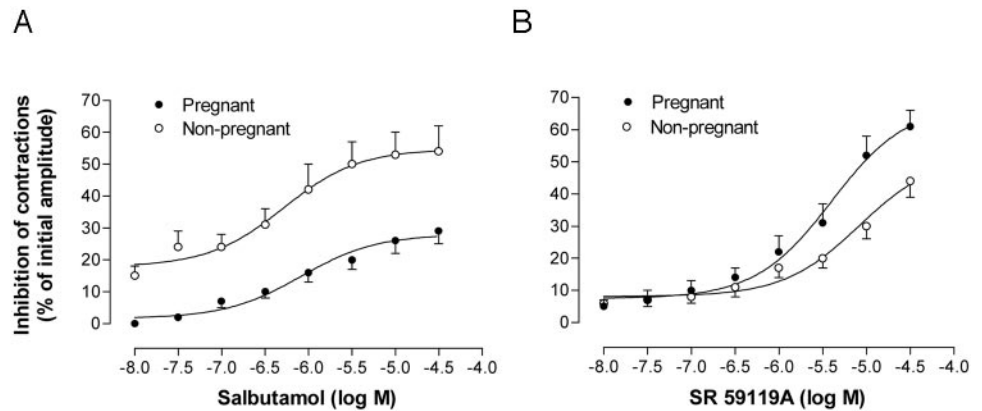 A
B
Inhibition of contractions
(% of initial amplitude)
70
60
50
40
30
20
10
0
Pregnant
Non-pregnant
-8.0 -7.5 -7.0 -6.5 -6.0 -5.5 -5.0 -4.5 -4.0
Salbutamol (log M)
70
60
50
40
30
20
10
0
Pregnant
Non-pregnant
-8.0 -7.5 -7.0 -6.5 -6.0 -5.5 -5.0 -4.5 -4.0
SR 59119A (log M)